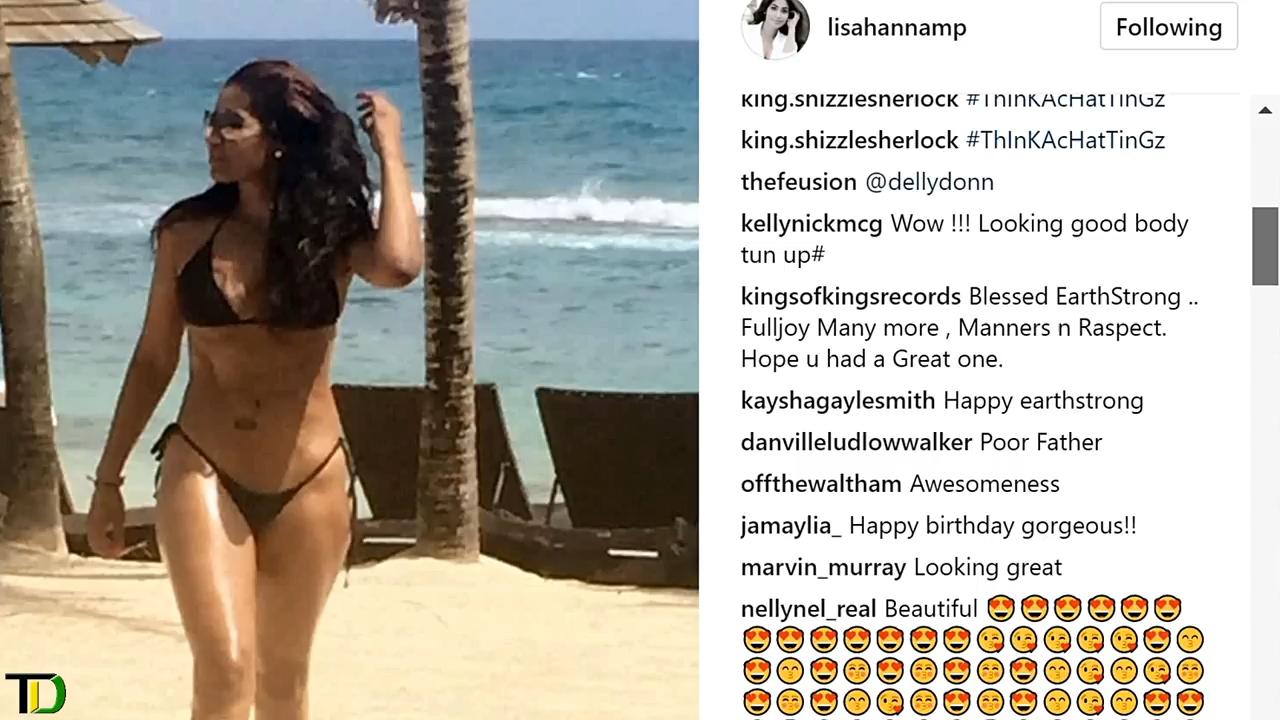 lisahannamp
Following
king.shizzlesherlock #ThInKAcHatTinGz
king.shizzlesherlock #ThInKAcHatTinGz
thefeusion @dellydonn
kellynickmcg Wow !!! Looking good body
tun up#
kingsofkingsrecords Blessed EarthStrong ..
Fulljoy Many more , Manners n Raspect.
Hope u had a Great one.
kayshagaylesmith Happy earthstrong
danvilleludlowwalker Poor Father
offthewaltham Awesomeness
jamaylia_ Happy birthday gorgeous!!
marvin_murray Looking great
nellynel_real Beautiful 😍😍😍😍😍😍
😍😍😍😍😍😍😍😘😘😘😘😘😍😙
😍😙😍😚😍😚😍😚😍😙😘😙😘😚
😍😚😍😙😘😚😍😚😍😙😘😙😍😍
TD